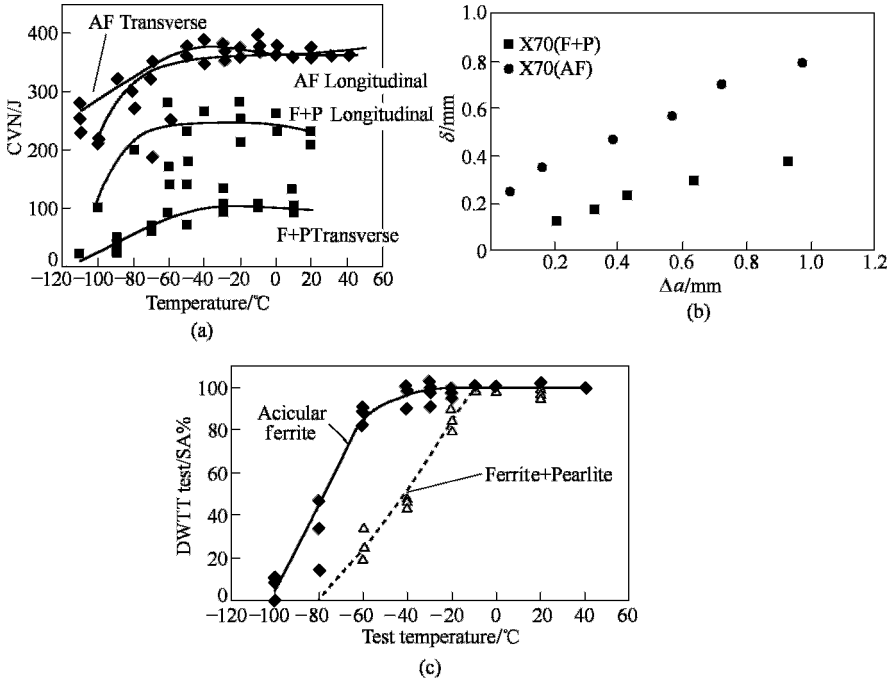 AF Transverse
AF Longitudinal
F+P Longitudinal
F+PTransverse
CVN/J
400
300
200
100
0
−120 −100 −80 −60 −40 −20 0 20 40
Temperature/℃
(a)
X70(F+P)
X70(AF)
δ/mm
1
0.8
0.6
0.4
0.2
0
0.2 0.4 0.6 0.8 1.0 1.2
Δa/mm
(b)
Acicular
ferrite
Ferrite+Pearlite
DWTT test/SA%
100
80
60
40
20
0
−120 −100 −80 −60 −40 −20 0 20 40 60
Test temperature/℃
(c)